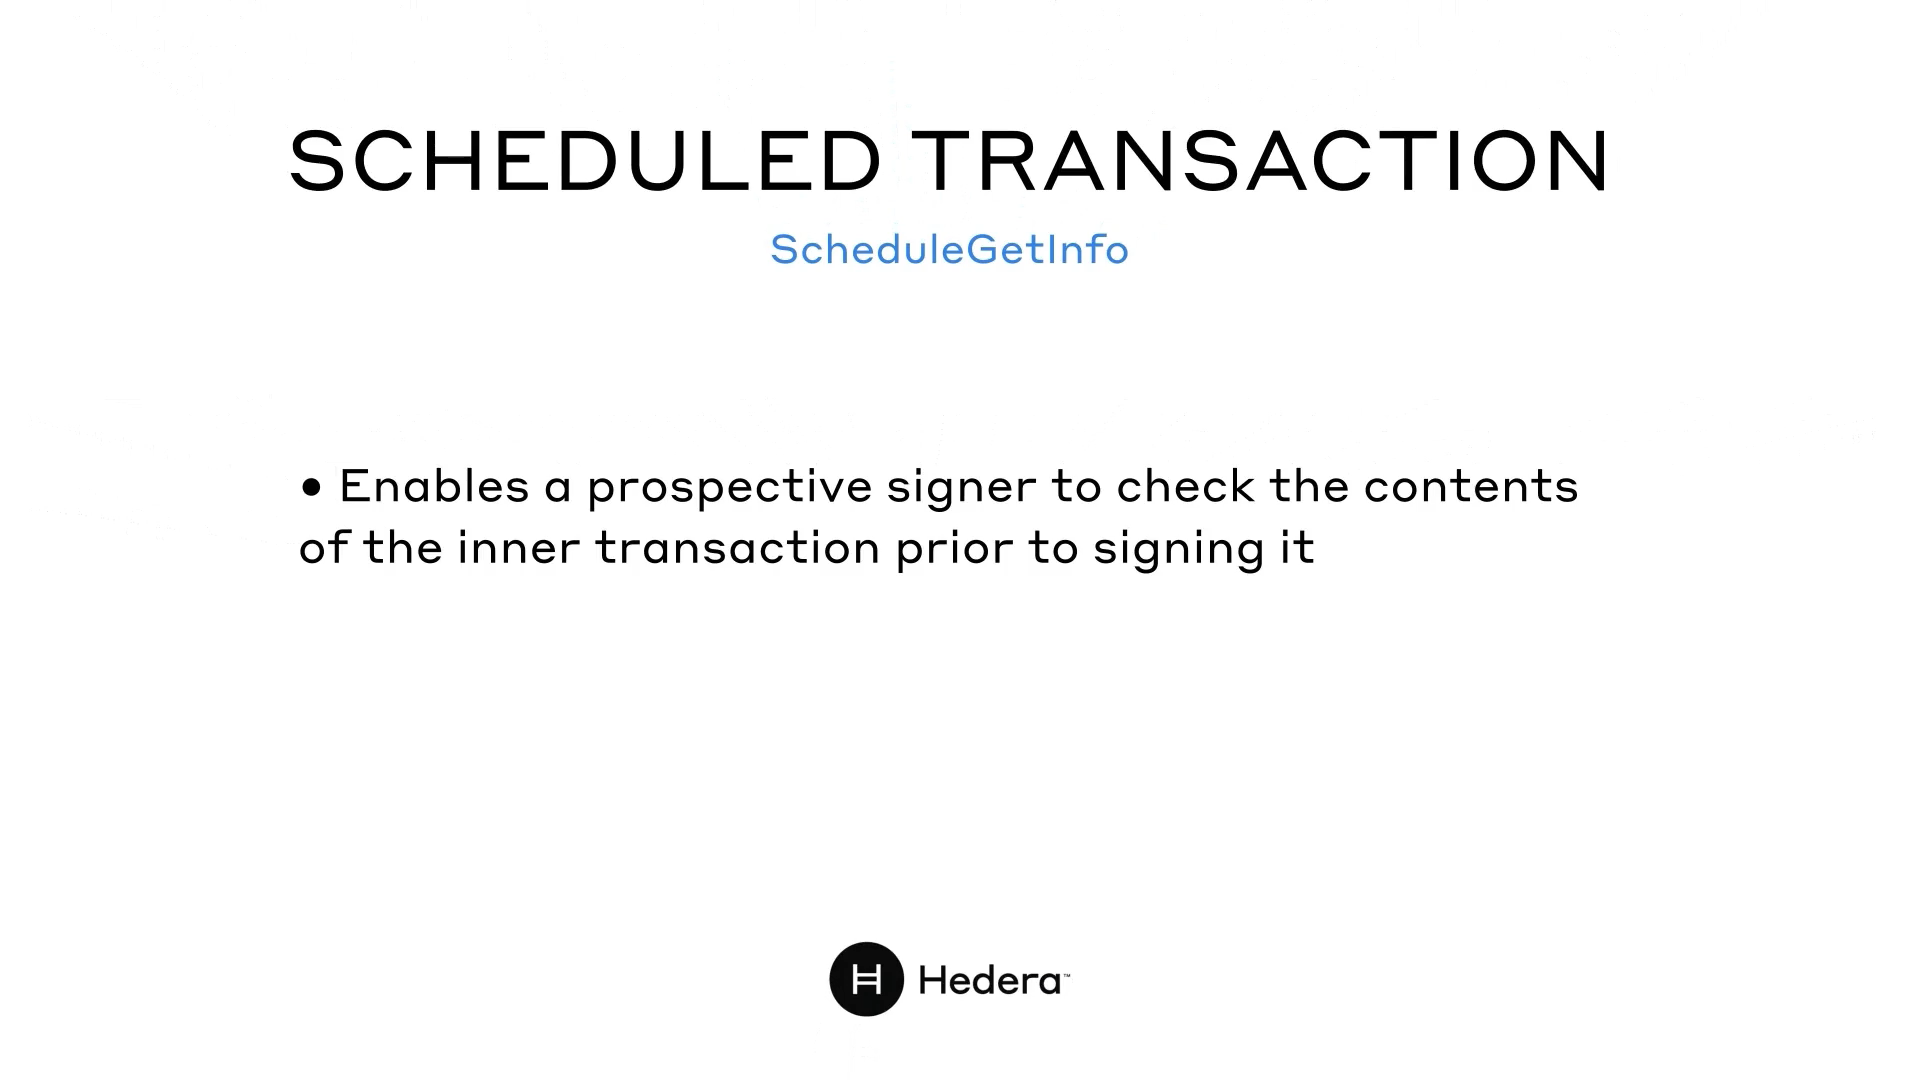 SCHEDULED TRANSACTION
ScheduleGetInfo
• Enables a prospective signer to check the contents
of the inner transaction prior to signing it
Hedera™